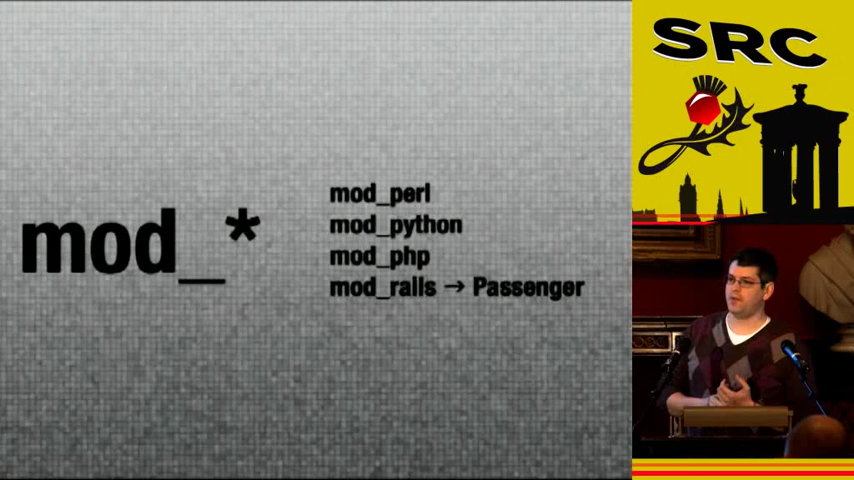 mod_*
mod_perl
mod_python
mod_php
mod_rails → Passenger
SRC